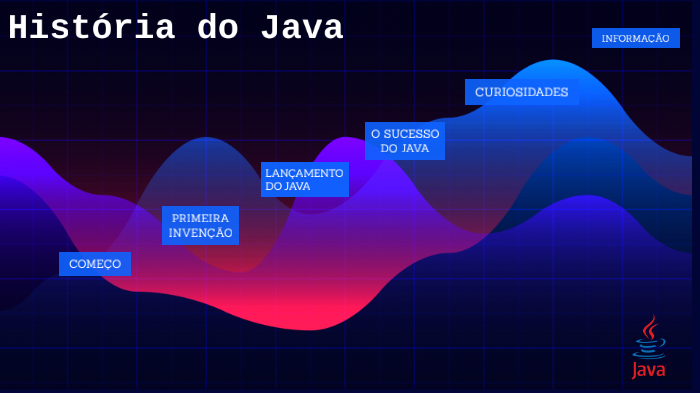 História do Java
INFORMAÇÃO
CURIOSIDADES
O SUCESSO
DO JAVA
LANÇAMENTO
DO JAVA
PRIMEIRA
INVENÇÃO
COMEÇO
Java